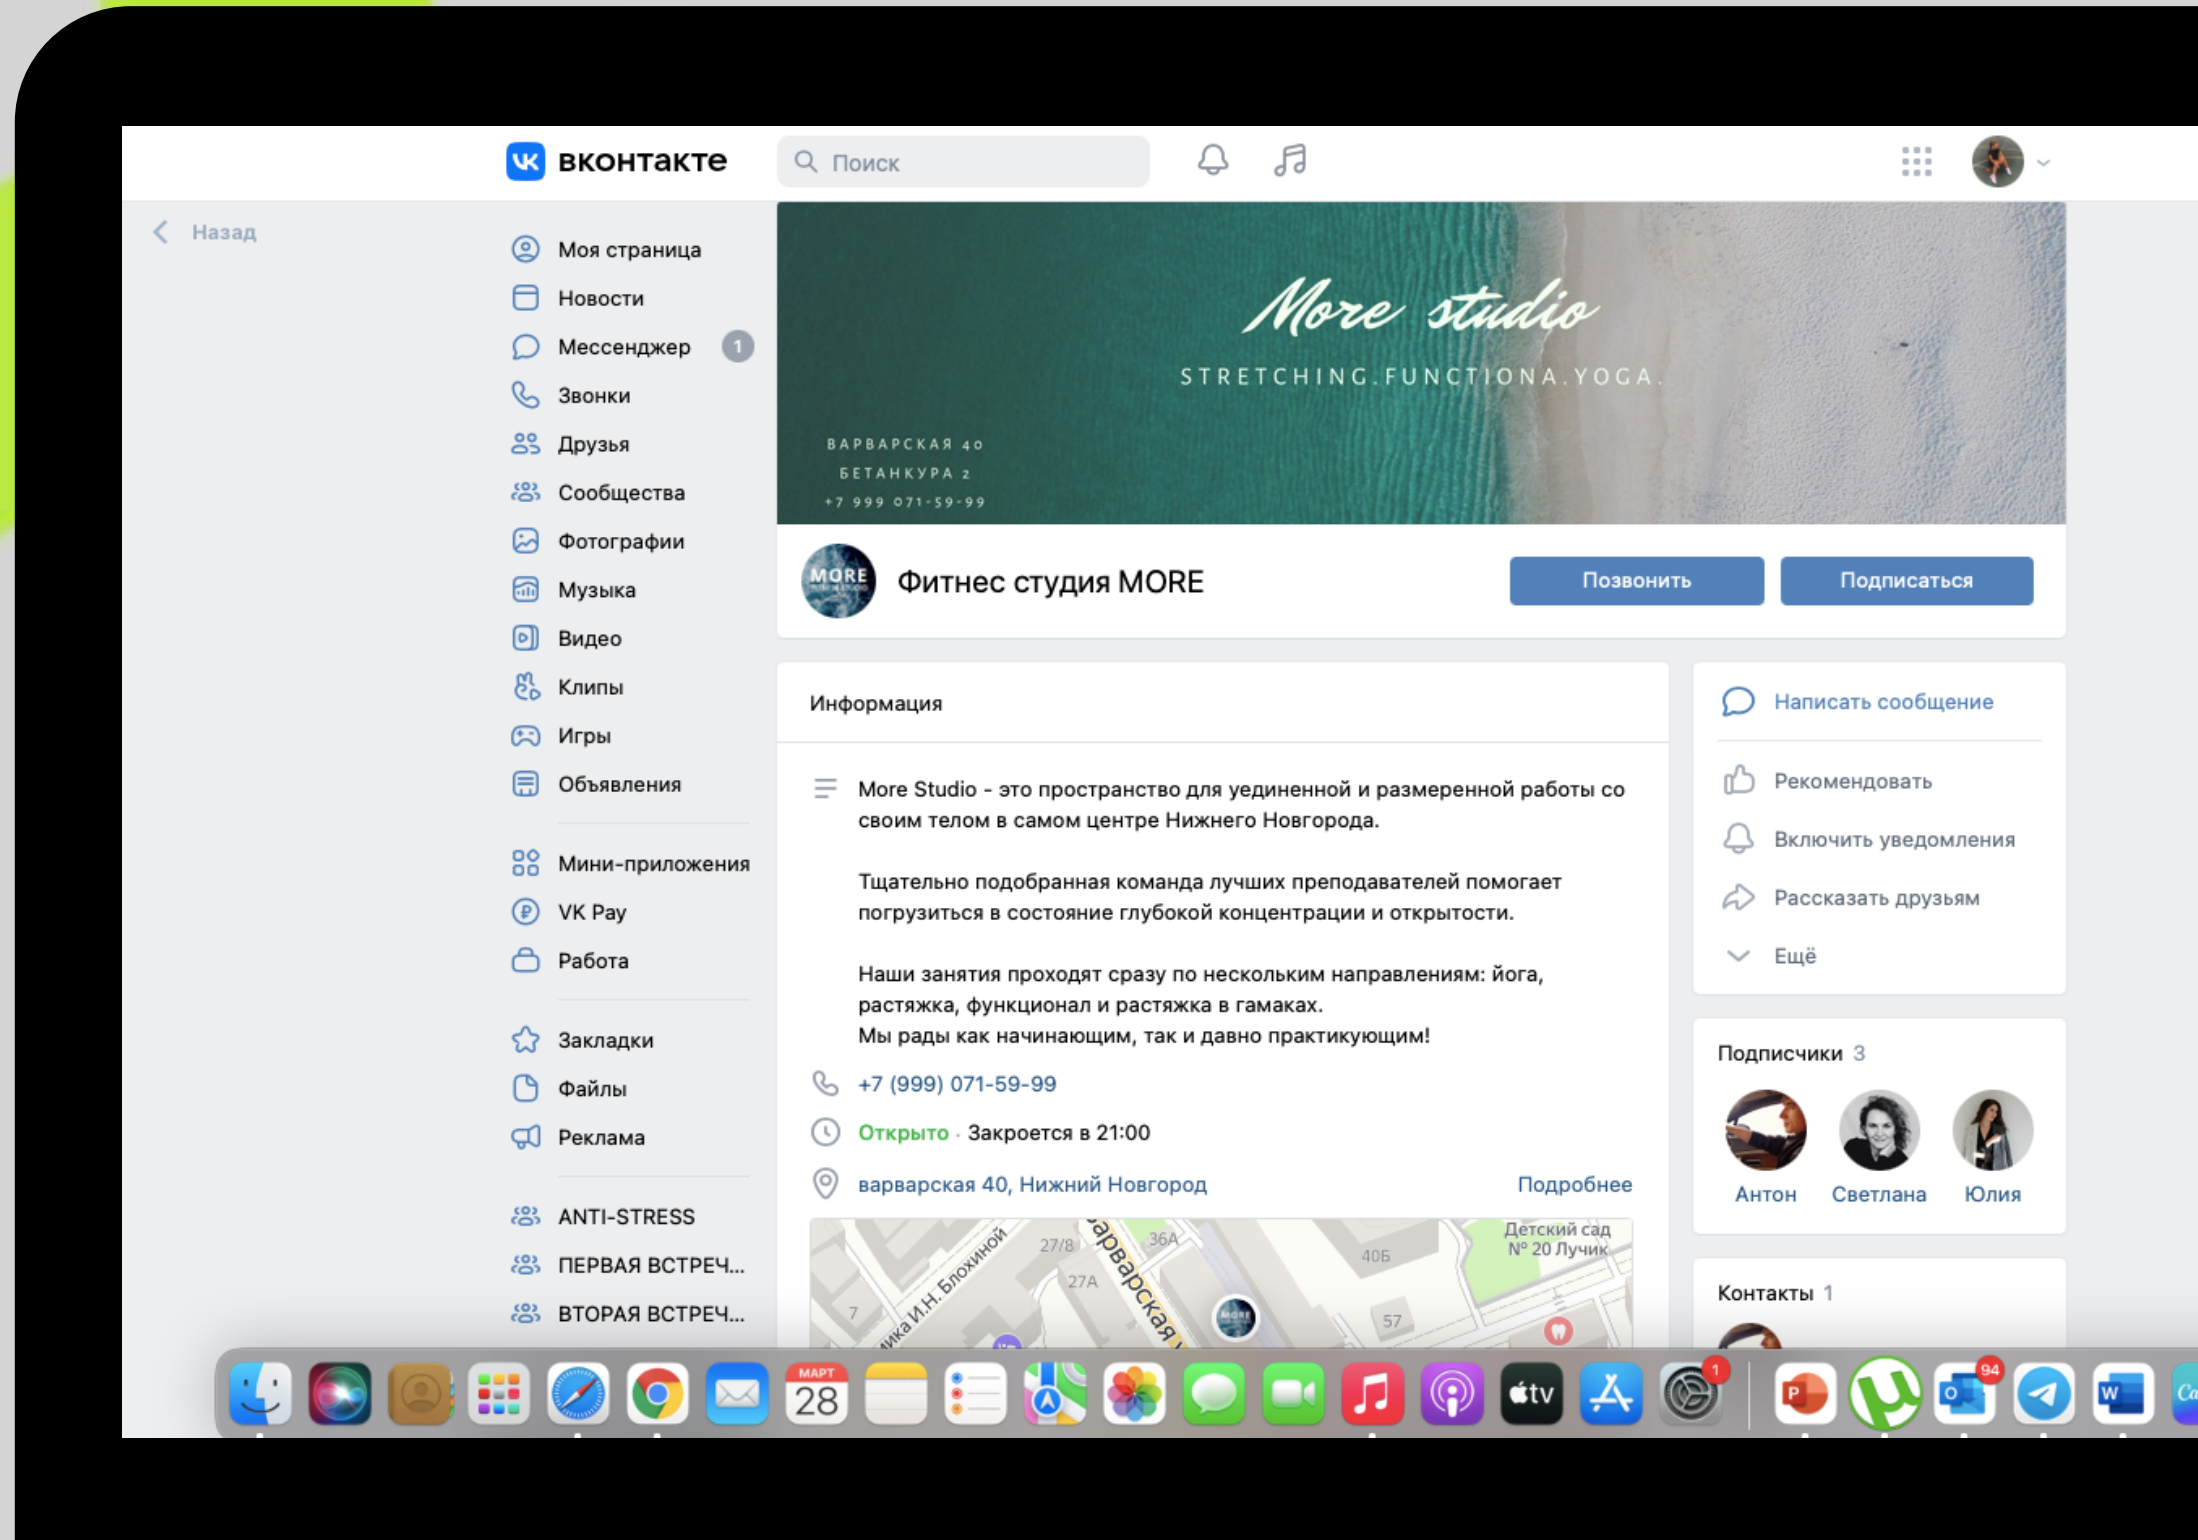 вконтакте
Поиск
Назад
Моя страница
Новости
Мессенджер 1
Звонки
Друзья
Сообщества
Фотографии
Музыка
Видео
Клипы
Игры
Объявления
Мини-приложения
VK Pay
Работа
Закладки
Файлы
Реклама
ANTI-STRESS
ПЕРВАЯ ВСТРЕЧ...
ВТОРАЯ ВСТРЕЧ...
More studio
STRETCHING.FUNCTIONA.YOGA.
ВАРВАРСКАЯ 40
БЕТАНКУРА 2
+7 999 071-59-99
MORE
Фитнес студия MORE
Позвонить
Подписаться
Информация
More Studio - это пространство для уединенной и размеренной работы со
своим телом в самом центре Нижнего Новгорода.
Тщательно подобранная команда лучших преподавателей помогает
погрузиться в состояние глубокой концентрации и открытости.
Наши занятия проходят сразу по нескольким направлениям: йога,
растяжка, функционал и растяжка в гамаках.
Мы рады как начинающим, так и давно практикующим!
+7 (999) 071-59-99
Открыто · Закроется в 21:00
варварская 40, Нижний Новгород
Подробнее
27/8
36А
27А
7
И.Н. Блохиной
40Б
57
Детский сад
№ 20 Лучик
MORE
Написать сообщение
Рекомендовать
Включить уведомления
Рассказать друзьям
Ещё
Подписчики 3
Антон
Светлана
Юлия
Контакты 1
МАРТ
28
tv
1
P
94
O
W